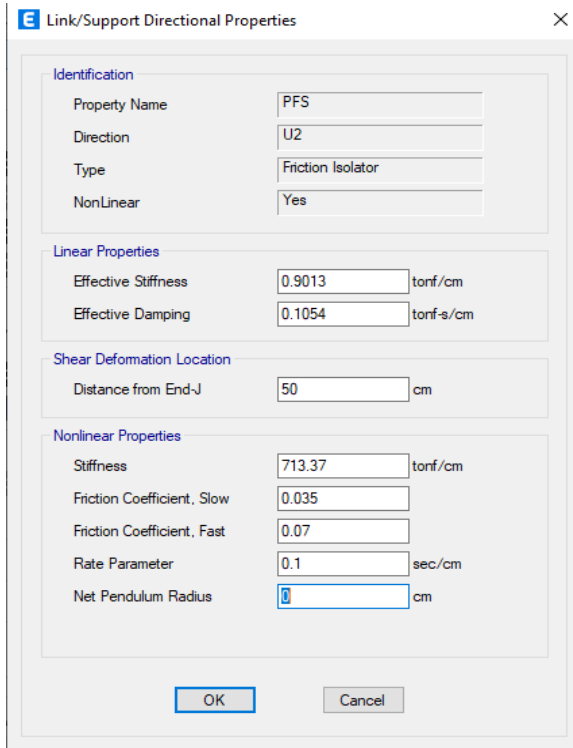 E Link/Support Directional Properties
Identification
Property Name PFS
Direction U2
Type Friction Isolator
NonLinear Yes
Linear Properties
Effective Stiffness 0.9013 tonf/cm
Effective Damping 0.1054 tonf-s/cm
Shear Deformation Location
Distance from End-J 50 cm
Nonlinear Properties
Stiffness 713.37 tonf/cm
Friction Coefficient, Slow 0.035
Friction Coefficient, Fast 0.07
Rate Parameter 0.1 sec/cm
Net Pendulum Radius 0 cm
OK Cancel